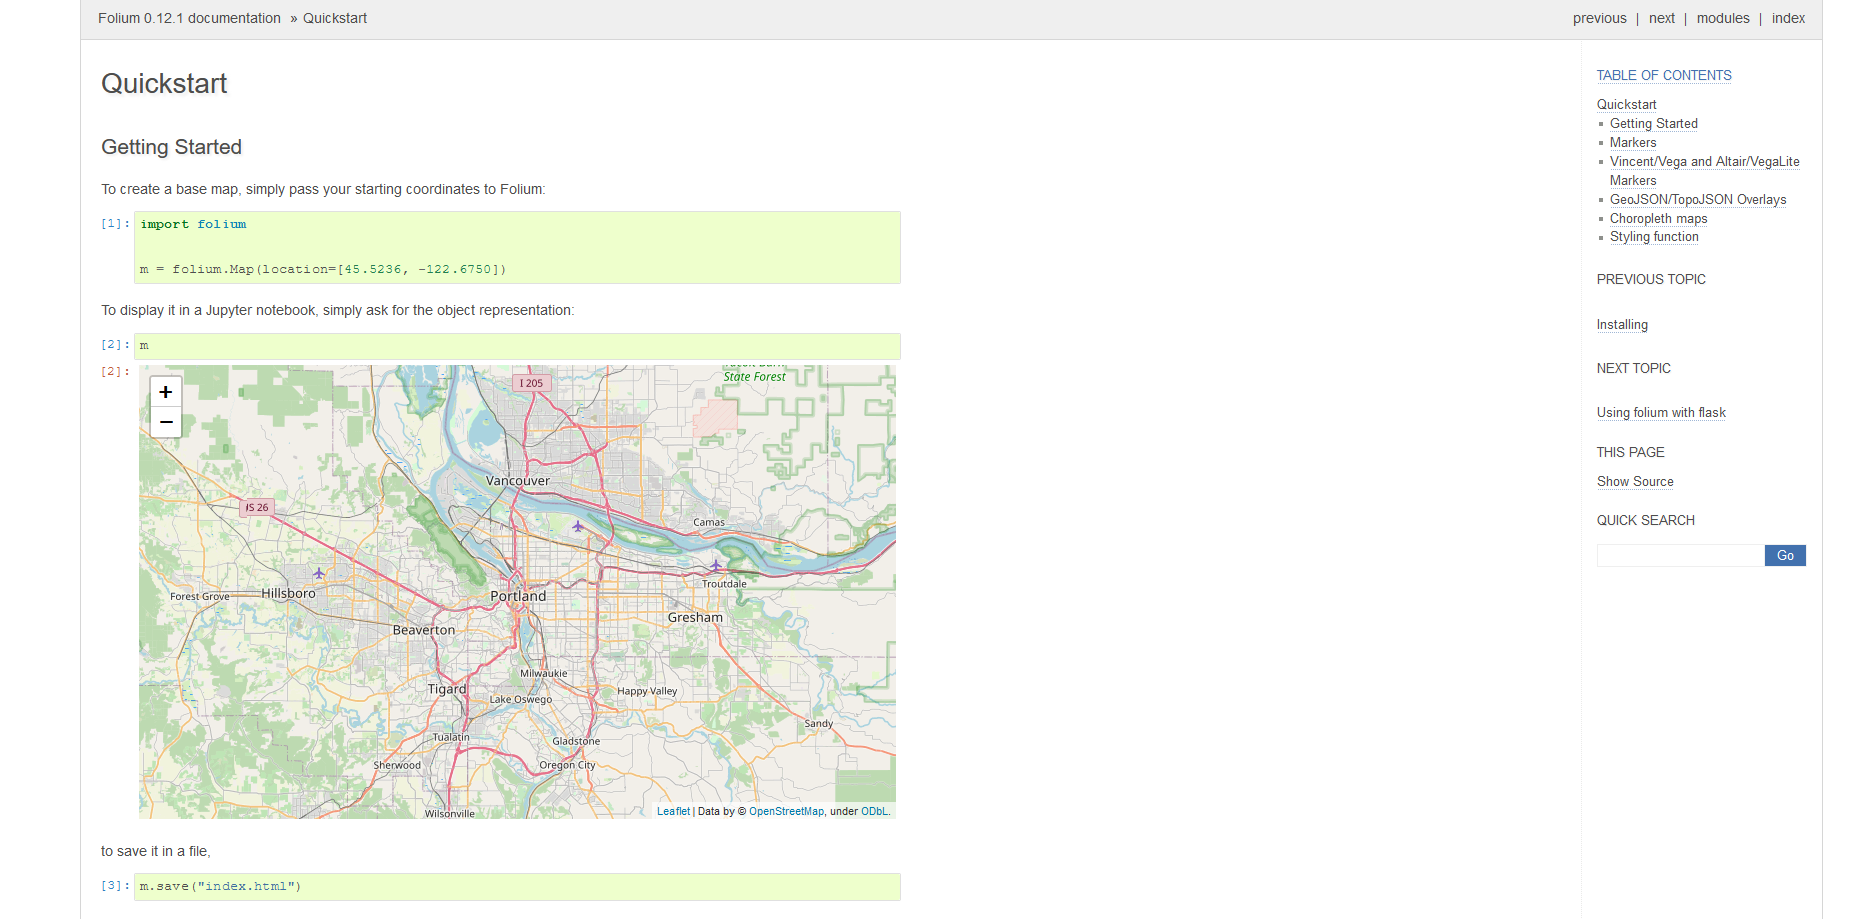 Folium 0.12.1 documentation » Quickstart
previous | next | modules | index
Quickstart
Getting Started
To create a base map, simply pass your starting coordinates to Folium:
[1]: import folium
m = folium.Map(location=[45.5236, -122.6750])
To display it in a Jupyter notebook, simply ask for the object representation:
[2]: m
[2]:
+
−
I 205
State Forest
Vancouver
Camas
Troutdale
Forest Grove
Hillsboro
Portland
Gresham
Beaverton
Milwaukie
Tigard
Lake Oswego
Happy Valley
Sandy
Tualatin
Gladstone
Sherwood
Oregon City
Wilsonville
Leaflet | Data by © OpenStreetMap, under ODbL.
to save it in a file,
[3]: m.save("index.html")
TABLE OF CONTENTS
Quickstart
Getting Started
Markers
Vincent/Vega and Altair/VegaLite
Markers
GeoJSON/TopoJSON Overlays
Choropleth maps
Styling function
PREVIOUS TOPIC
Installing
NEXT TOPIC
Using folium with flask
THIS PAGE
Show Source
QUICK SEARCH
Go